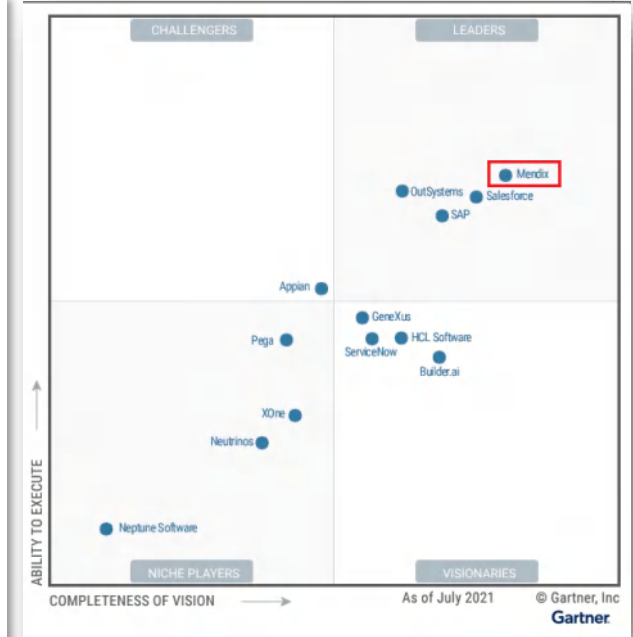 CHALLENGERS
LEADERS
Mendix
OutSystems
Salesforce
SAP
Appian
GeneXus
Pega
HCL Software
ServiceNow
Builder.ai
XOne
Neutrinos
Neptune Software
NICHE PLAYERS
VISIONARIES
ABILITY TO EXECUTE
COMPLETENESS OF VISION
As of July 2021
© Gartner, Inc
Gartner